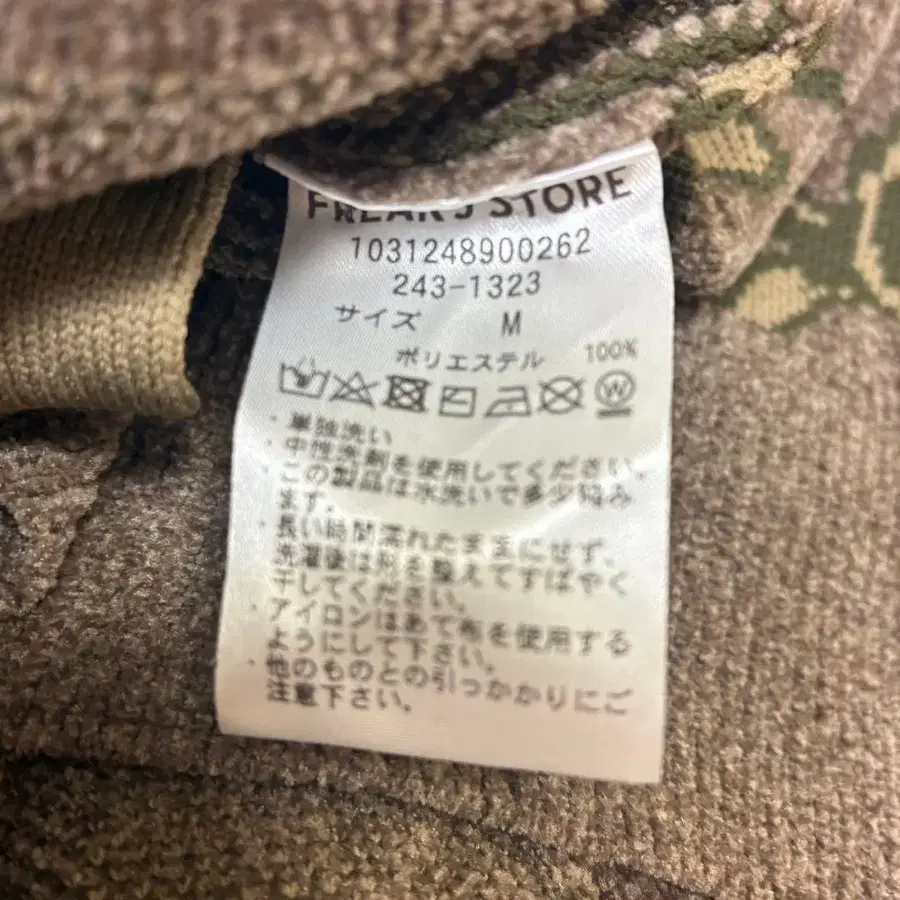 FREAK'S STORE
1031248900262
243-1323
サイズ M
ポリエステル 100%
W
・単独洗い
・中性洗剤を使用してください。
・この製品は水洗いで多少縮み
ます。
・長い時間濡れたままにせず、
洗濯後は形を整えてすばやく
干してください。
・アイロンはあて布を使用する
ようにして下さい。
・他のものとの引っかかりにご
注意下さい。